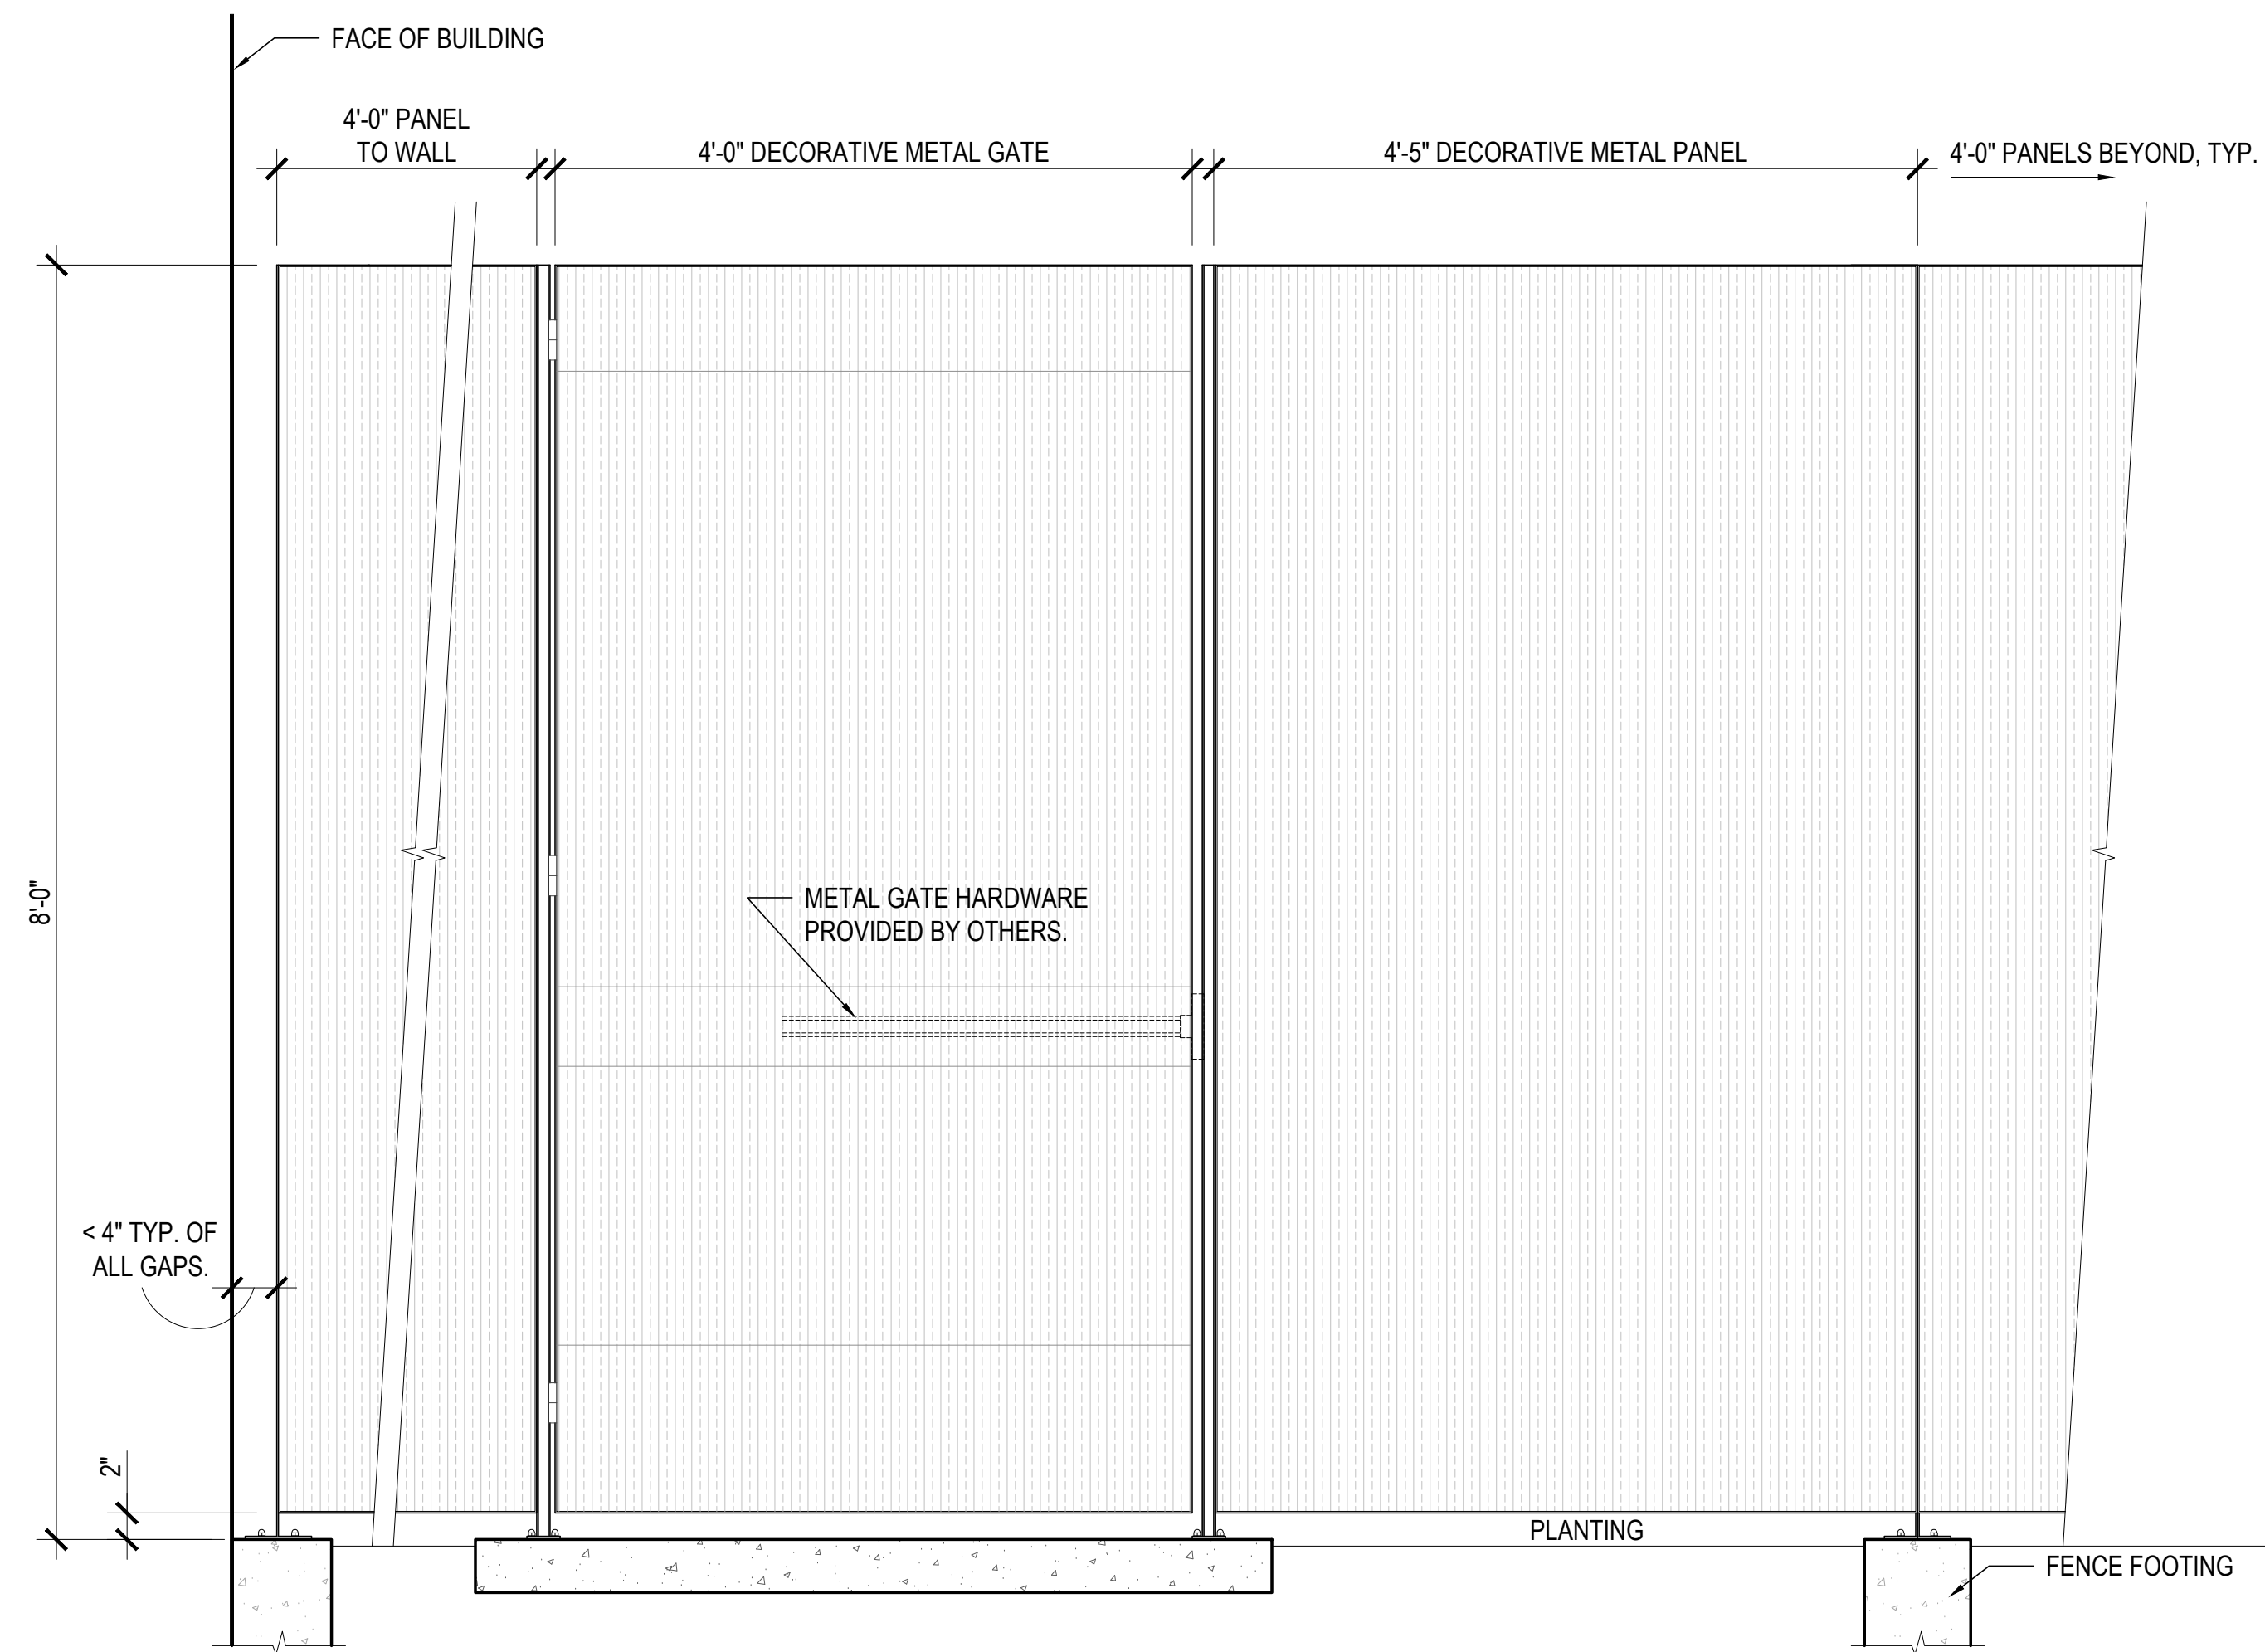 FACE OF BUILDING
4'-0" PANEL
TO WALL
4'-0" DECORATIVE METAL GATE
4'-5" DECORATIVE METAL PANEL
4'-0" PANELS BEYOND, TYP.
8'-0"
METAL GATE HARDWARE
PROVIDED BY OTHERS.
< 4" TYP. OF
ALL GAPS.
2"
PLANTING
FENCE FOOTING